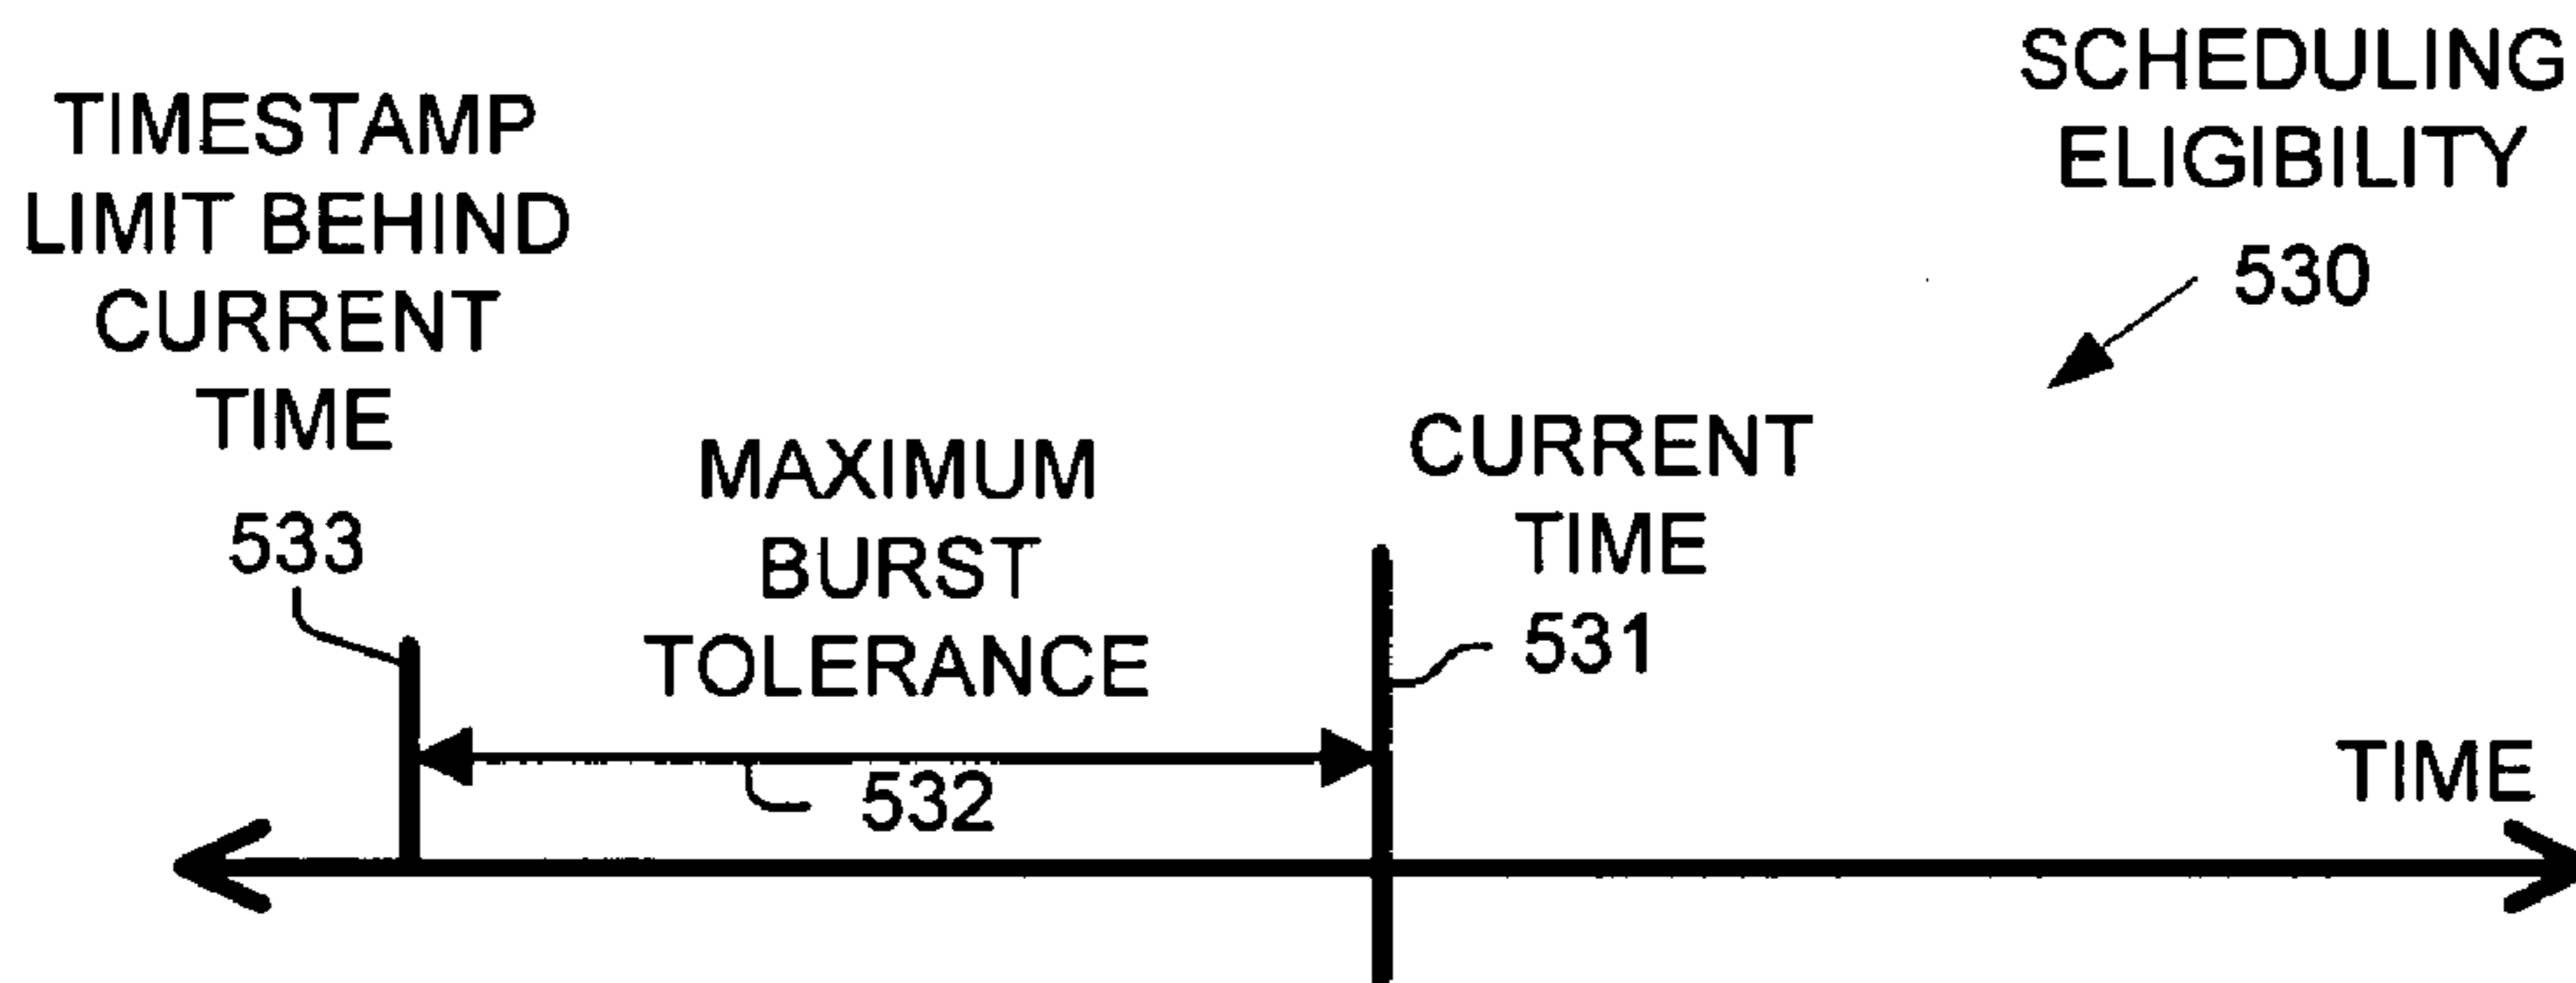 SCHEDULING
ELIGIBILITY
530
TIMESTAMP
LIMIT BEHIND
CURRENT
TIME
533
MAXIMUM
BURST
TOLERANCE
532
CURRENT
TIME
531
TIME